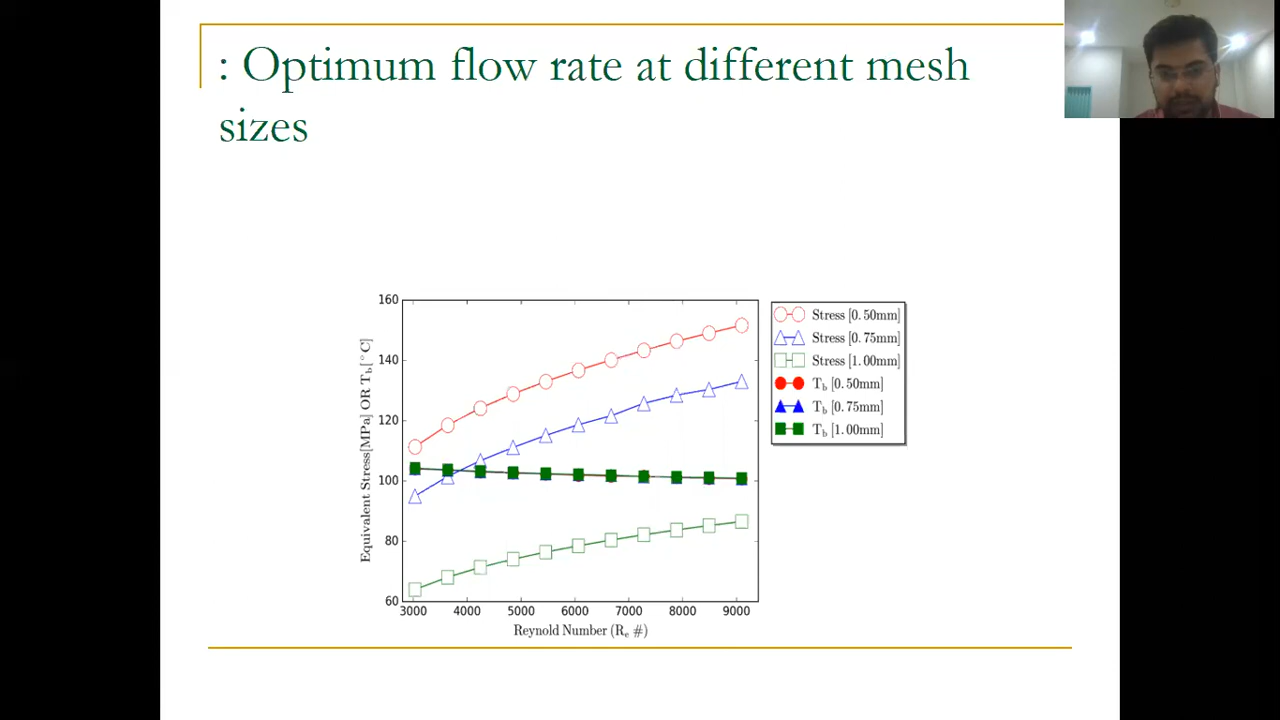 : Optimum flow rate at different mesh
sizes
160
140
120
100
80
60
Equivalent Stress[MPa] OR T_b[°C]
3000 4000 5000 6000 7000 8000 9000
Reynold Number (R_e #)
Stress [0.50mm]
Stress [0.75mm]
Stress [1.00mm]
T_b [0.50mm]
T_b [0.75mm]
T_b [1.00mm]